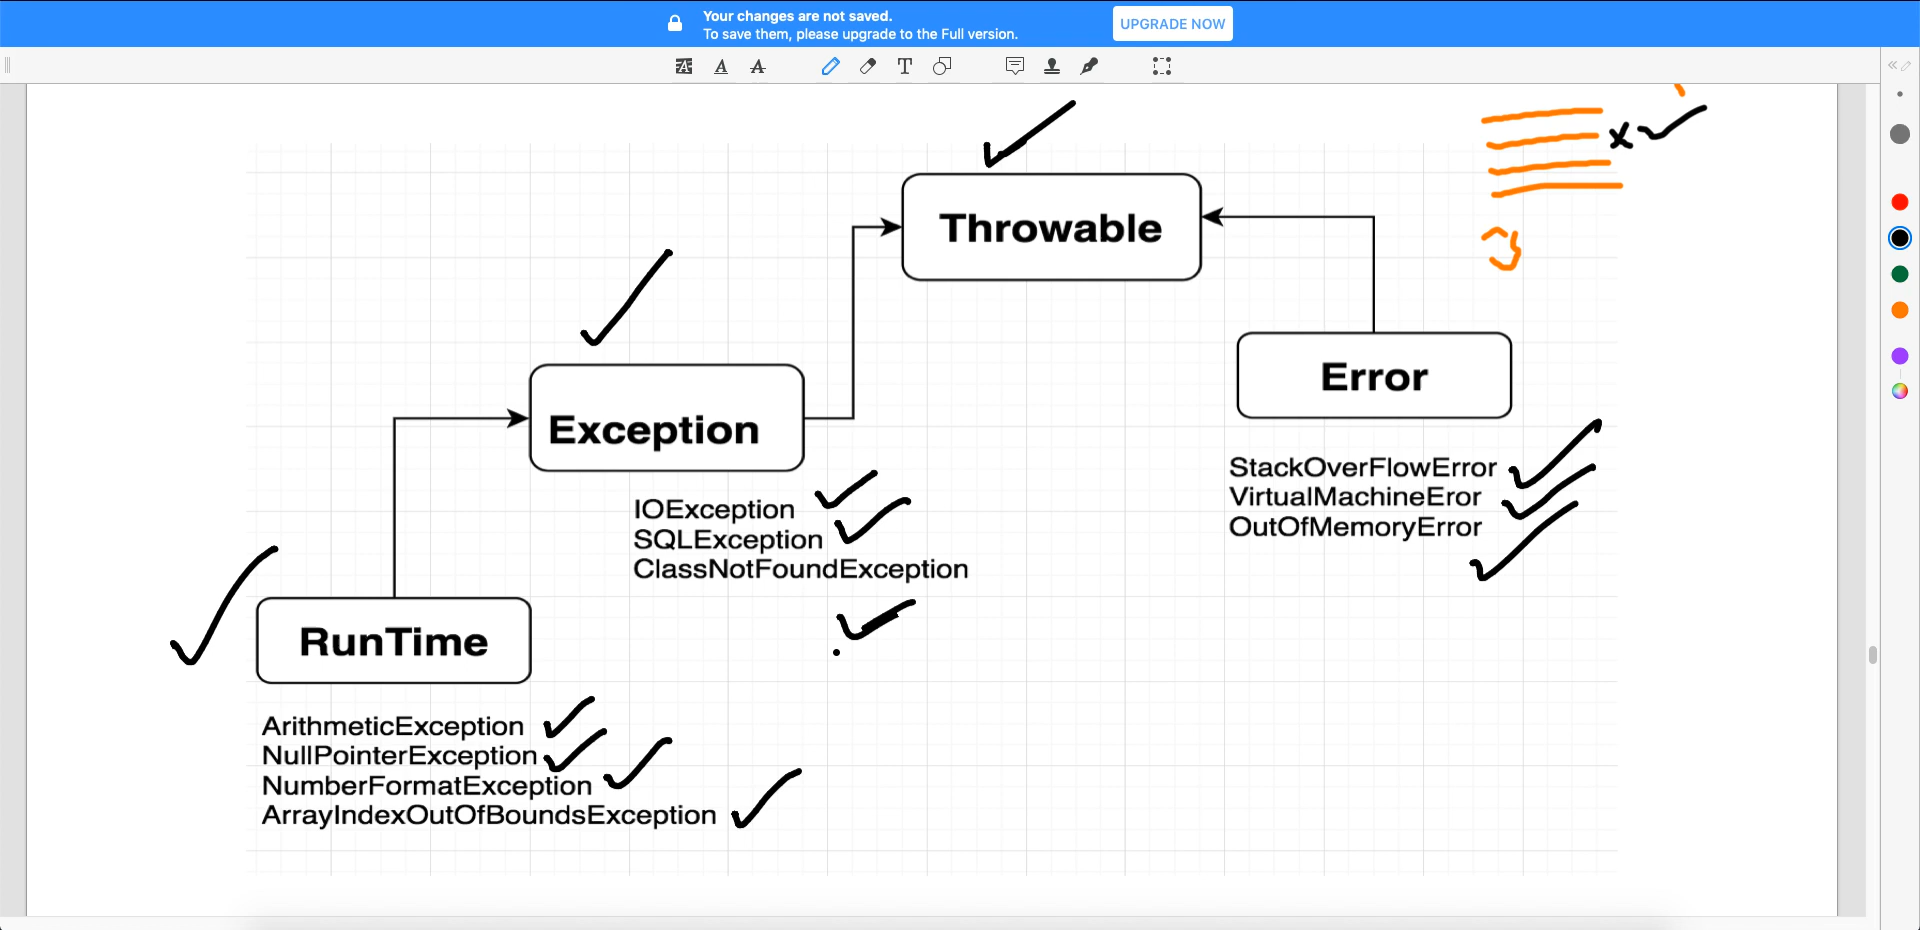 Your changes are not saved.
To save them, please upgrade to the Full version.
UPGRADE NOW
Throwable
Exception
Error
IOException
SQLException
ClassNotFoundException
StackOverFlowError
VirtualMachineEror
OutOfMemoryError
RunTime
ArithmeticException
NullPointerException
NumberFormatException
ArrayIndexOutOfBoundsException